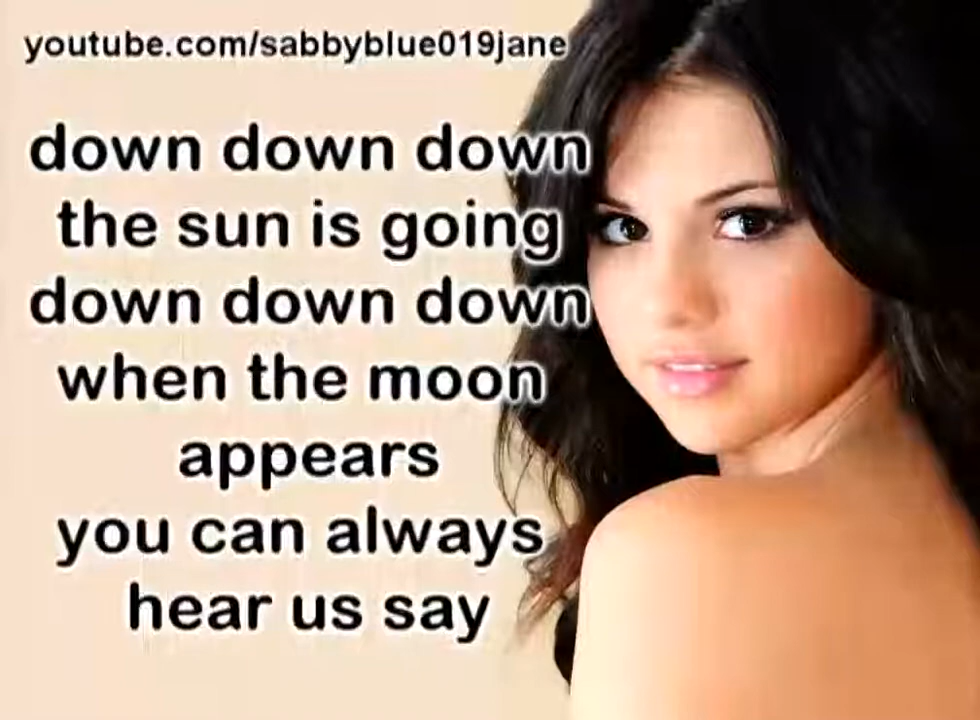 youtube.com/sabbyblue019jane
down down down
the sun is going
down down down
when the moon
appears
you can always
hear us say